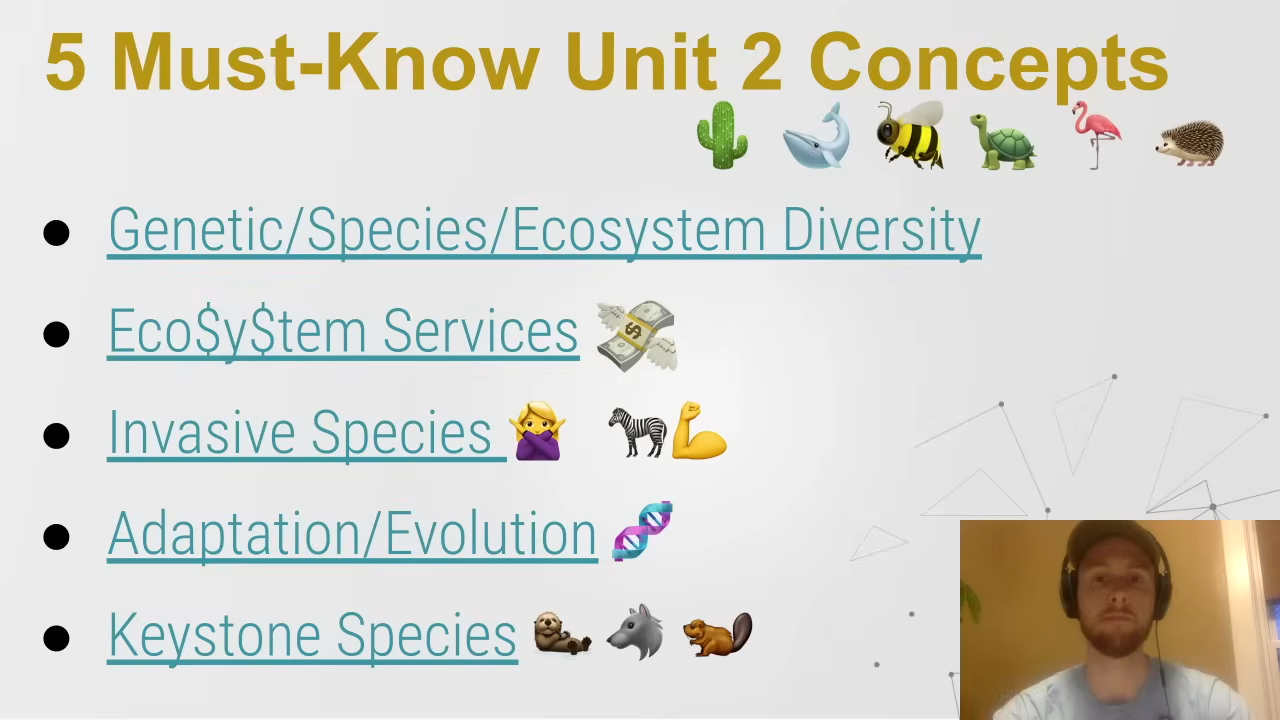 5 Must-Know Unit 2 Concepts
Genetic/Species/Ecosystem Diversity
Eco$y$tem Services
Invasive Species
Adaptation/Evolution
Keystone Species